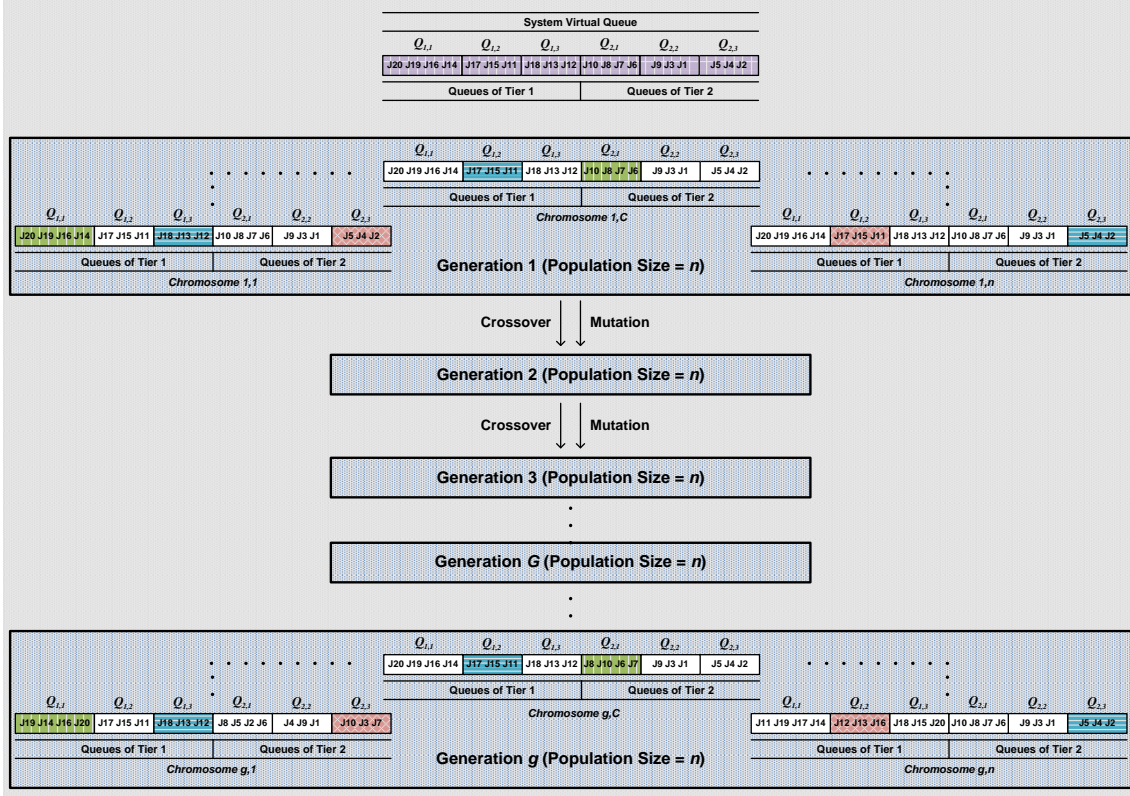 System Virtual Queue
Q1,1 Q1,2 Q1,3 Q2,1 Q2,2 Q2,3
J20 J19 J16 J14 J17 J15 J11 J18 J13 J12 J10 J8 J7 J6 J9 J3 J1 J5 J4 J2
Queues of Tier 1 Queues of Tier 2
Q1,1 Q1,2 Q1,3 Q2,1 Q2,2 Q2,3
J20 J19 J16 J14 J17 J15 J11 J18 J13 J12 J10 J8 J7 J6 J9 J3 J1 J5 J4 J2
Queues of Tier 1 Queues of Tier 2
Chromosome 1,C
Q1,1 Q1,2 Q1,3 Q2,1 Q2,2 Q2,3
J20 J19 J16 J14 J17 J15 J11 J18 J13 J12 J10 J8 J7 J6 J9 J3 J1 J5 J4 J2
Queues of Tier 1 Queues of Tier 2
Chromosome 1,1
Generation 1 (Population Size = n)
Q1,1 Q1,2 Q1,3 Q2,1 Q2,2 Q2,3
J20 J19 J16 J14 J17 J15 J11 J18 J13 J12 J10 J8 J7 J6 J9 J3 J1 J5 J4 J2
Queues of Tier 1 Queues of Tier 2
Chromosome 1,n
Crossover Mutation
Generation 2 (Population Size = n)
Crossover Mutation
Generation 3 (Population Size = n)
Generation G (Population Size = n)
Q1,1 Q1,2 Q1,3 Q2,1 Q2,2 Q2,3
J20 J19 J16 J14 J17 J15 J11 J18 J13 J12 J8 J10 J6 J7 J9 J3 J1 J5 J4 J2
Queues of Tier 1 Queues of Tier 2
Chromosome g,C
Q1,1 Q1,2 Q1,3 Q2,1 Q2,2 Q2,3
J19 J14 J16 J20 J17 J15 J11 J18 J13 J12 J8 J5 J2 J6 J4 J9 J1 J10 J3 J7
Queues of Tier 1 Queues of Tier 2
Chromosome g,1
Generation g (Population Size = n)
Q1,1 Q1,2 Q1,3 Q2,1 Q2,2 Q2,3
J11 J19 J17 J14 J12 J13 J16 J18 J15 J20 J10 J8 J7 J6 J9 J3 J1 J5 J4 J2
Queues of Tier 1 Queues of Tier 2
Chromosome g,n